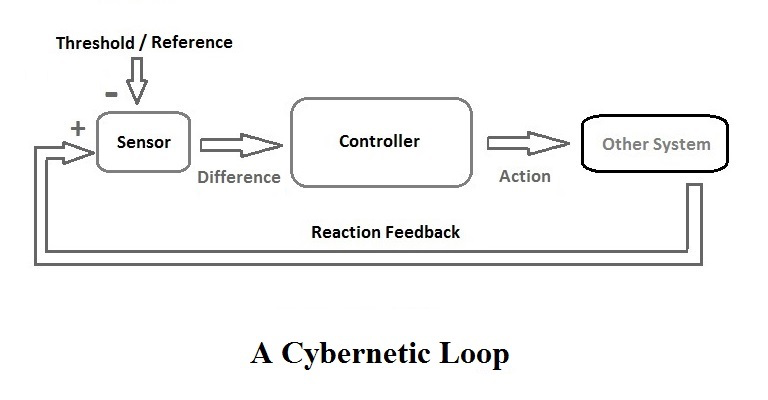 Threshold / Reference
-
+
Sensor
Controller
Other System
Difference
Action
Reaction Feedback
A Cybernetic Loop